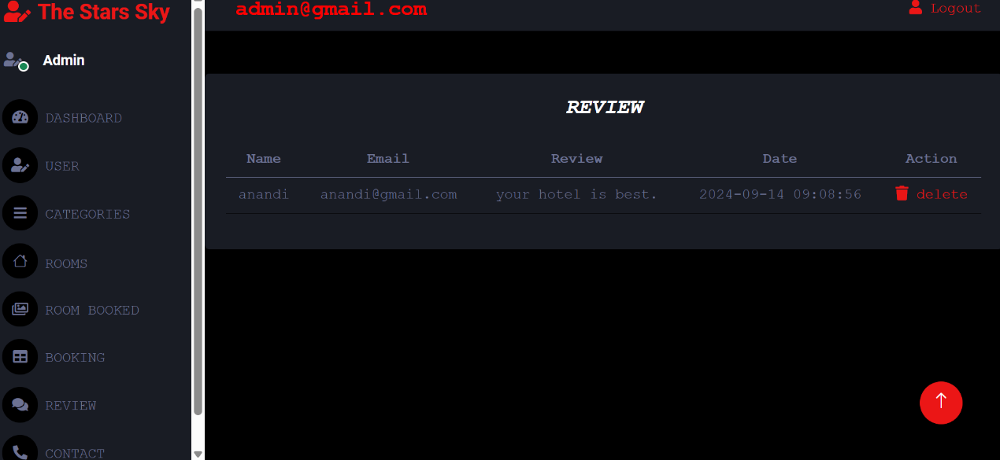 The Stars Sky
admin@gmail.com
Logout
Admin
DASHBOARD
USER
CATEGORIES
ROOMS
ROOM BOOKED
BOOKING
REVIEW
CONTACT
REVIEW
Name Email Review Date Action
anandi anandi@gmail.com your hotel is best. 2024-09-14 09:08:56 delete